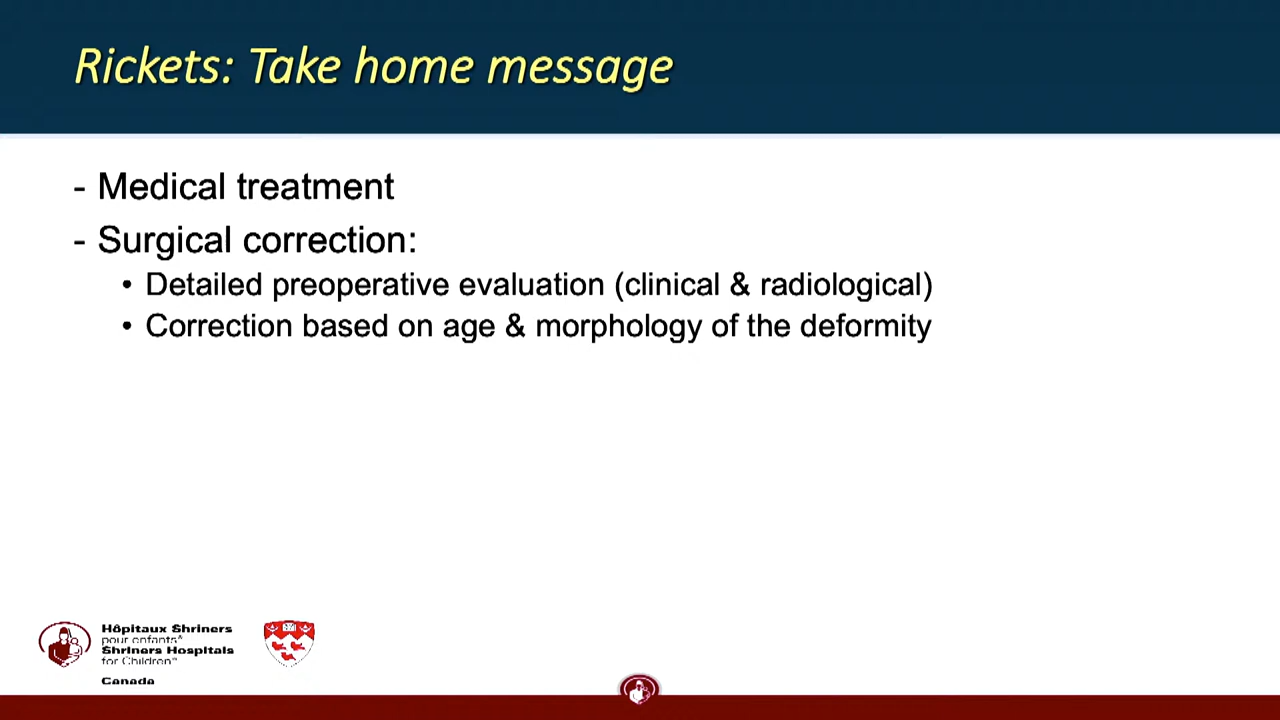 Rickets: Take home message
- Medical treatment
- Surgical correction:
• Detailed preoperative evaluation (clinical & radiological)
• Correction based on age & morphology of the deformity
Hôpitaux Shriners
pour enfants
Shriners Hospitals
for Children
Canada